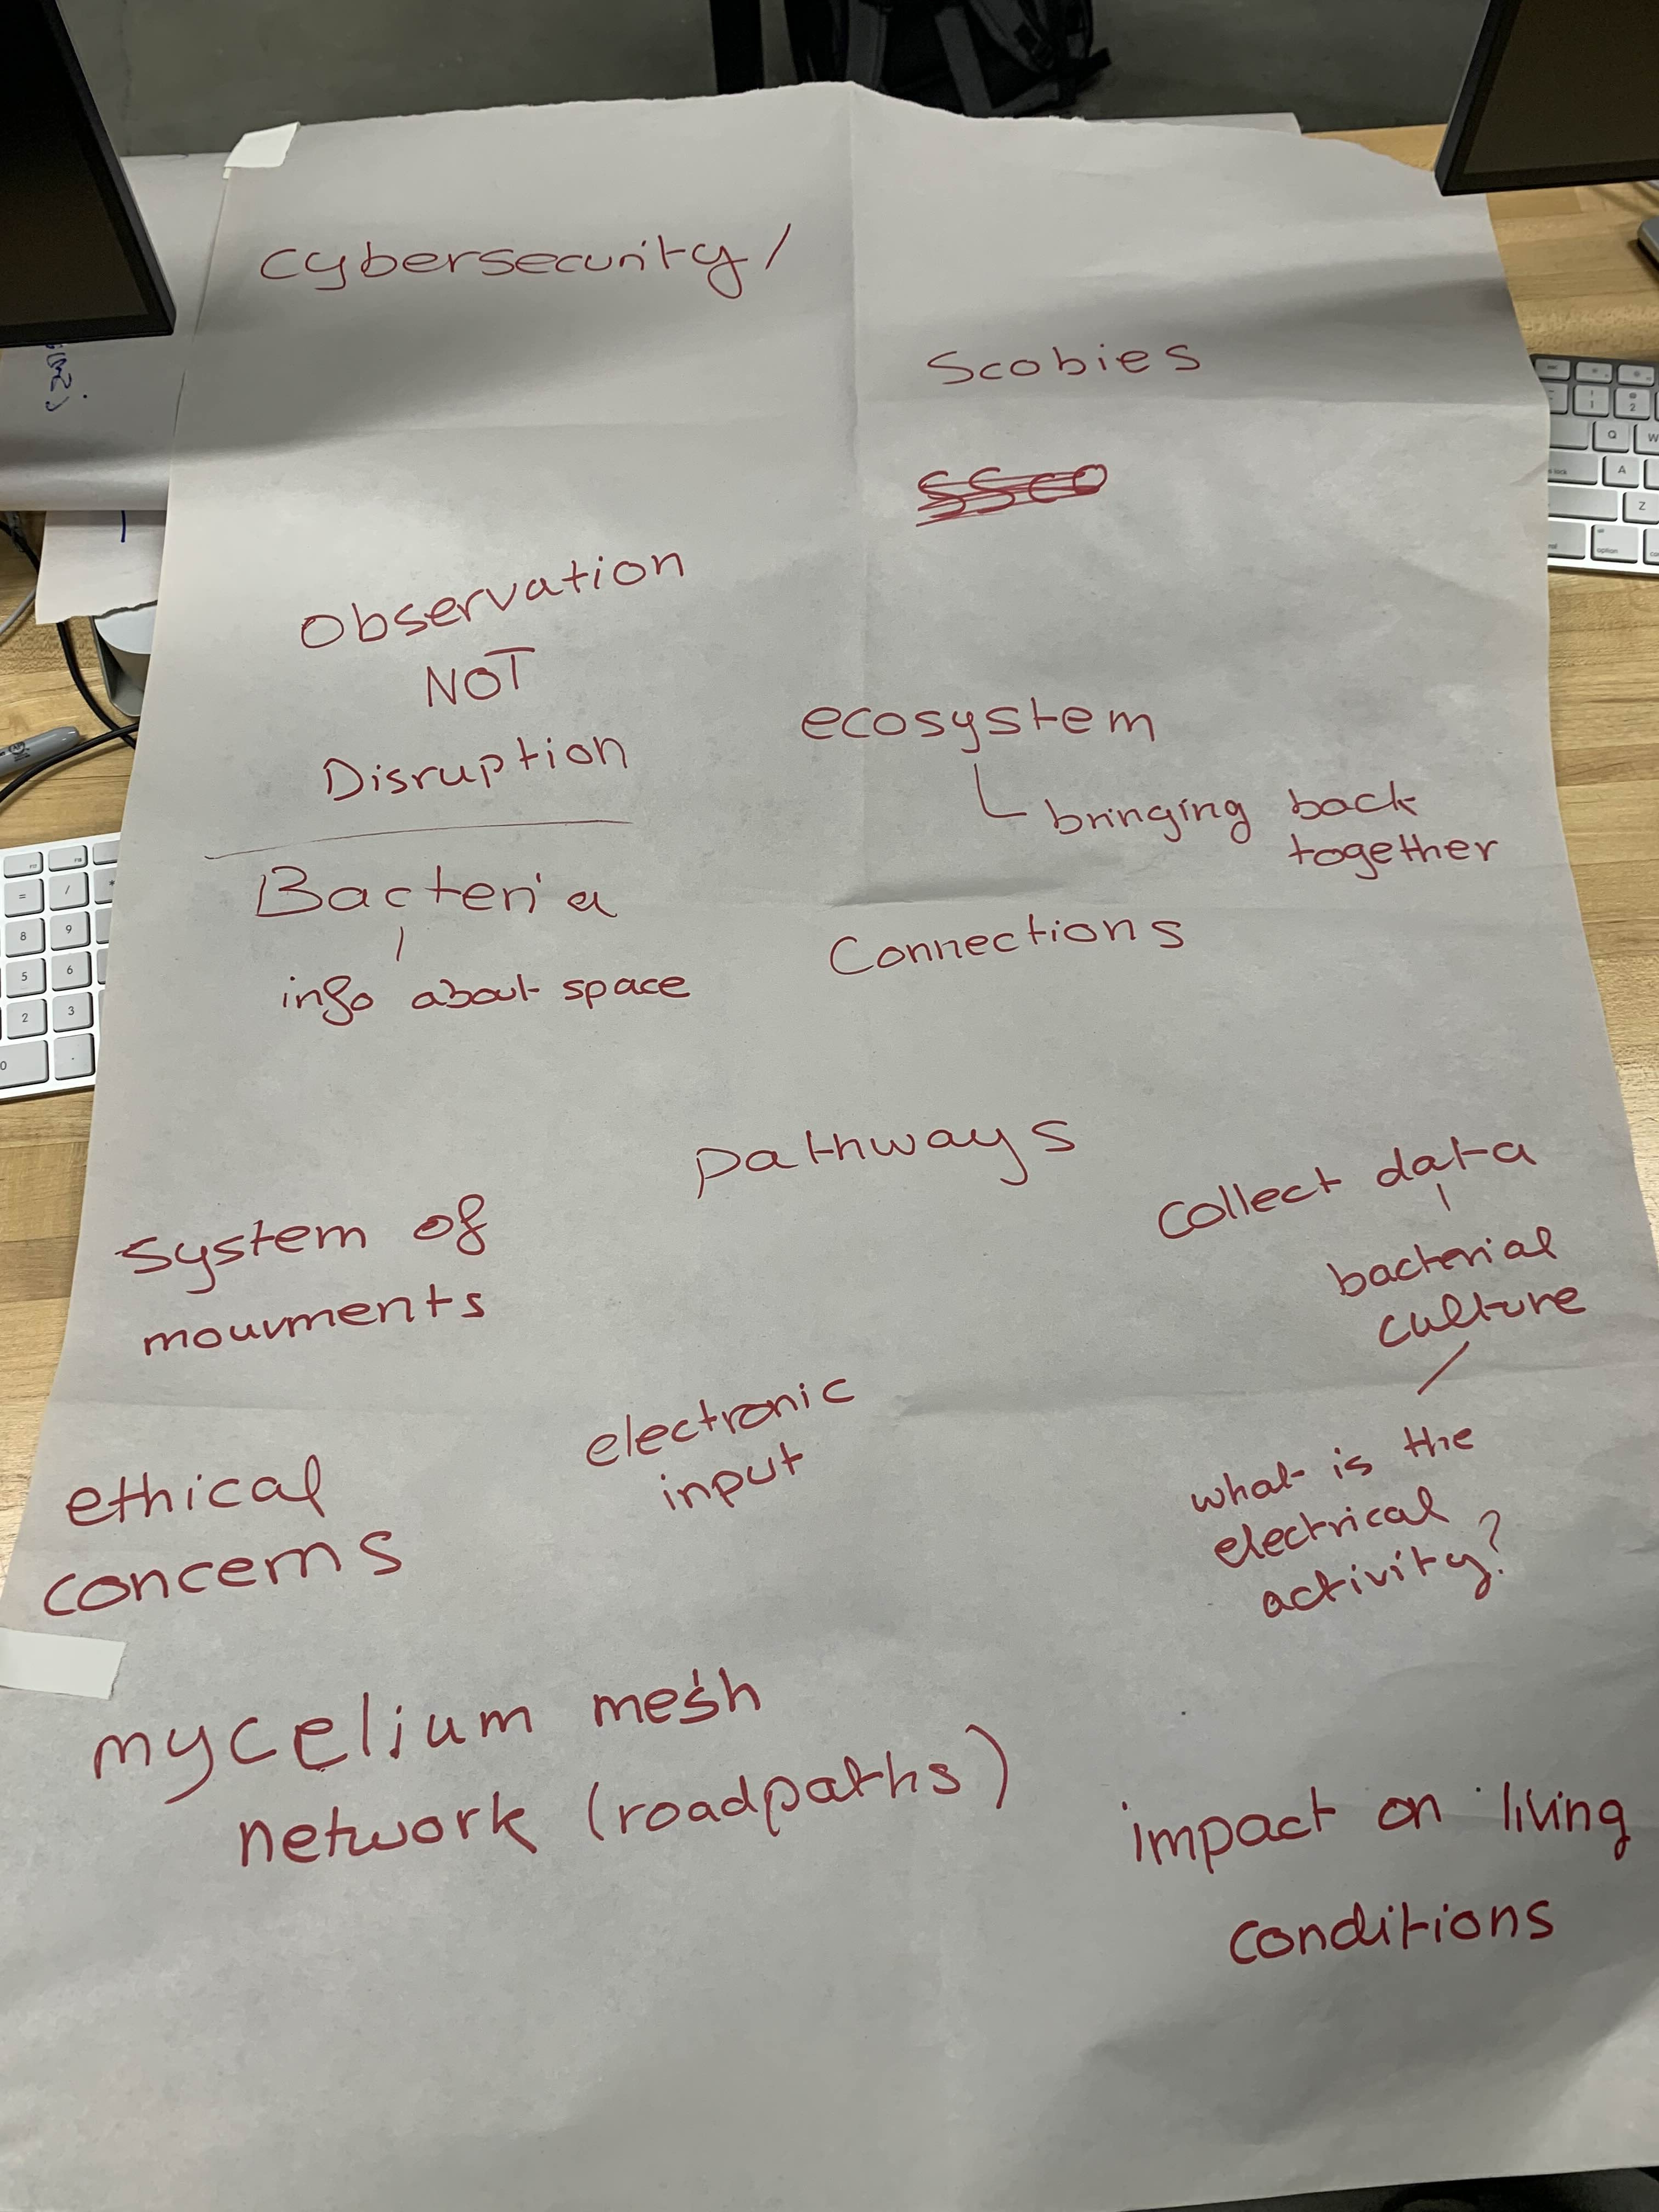 cybersecurity/
Scobies
SSco
Observation
NOT
Disruption
ecosystem
bringing back
together
Bacteria
info about space
Connections
pathways
Collect data
bacterial
culture
what is the
electrical
activity?
System of
mouvments
electronic
input
ethical
concerns
mycelium mesh
network (roadpaths)
impact on living
conditions